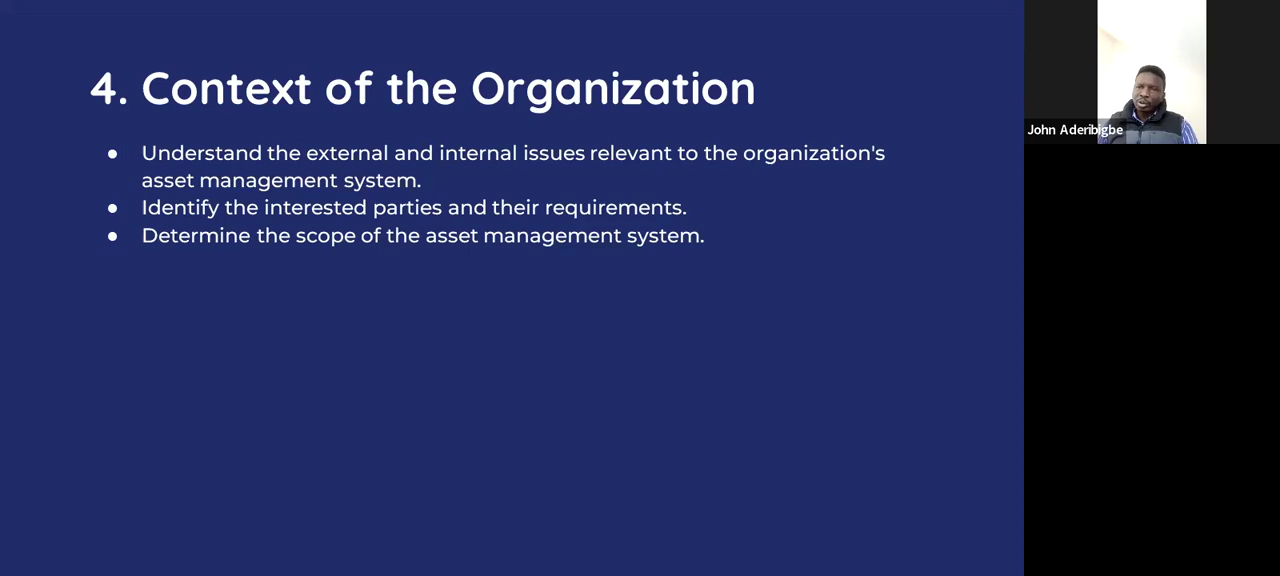 4. Context of the Organization
● Understand the external and internal issues relevant to the organization's
asset management system.
● Identify the interested parties and their requirements.
● Determine the scope of the asset management system.
John Aderibigbe